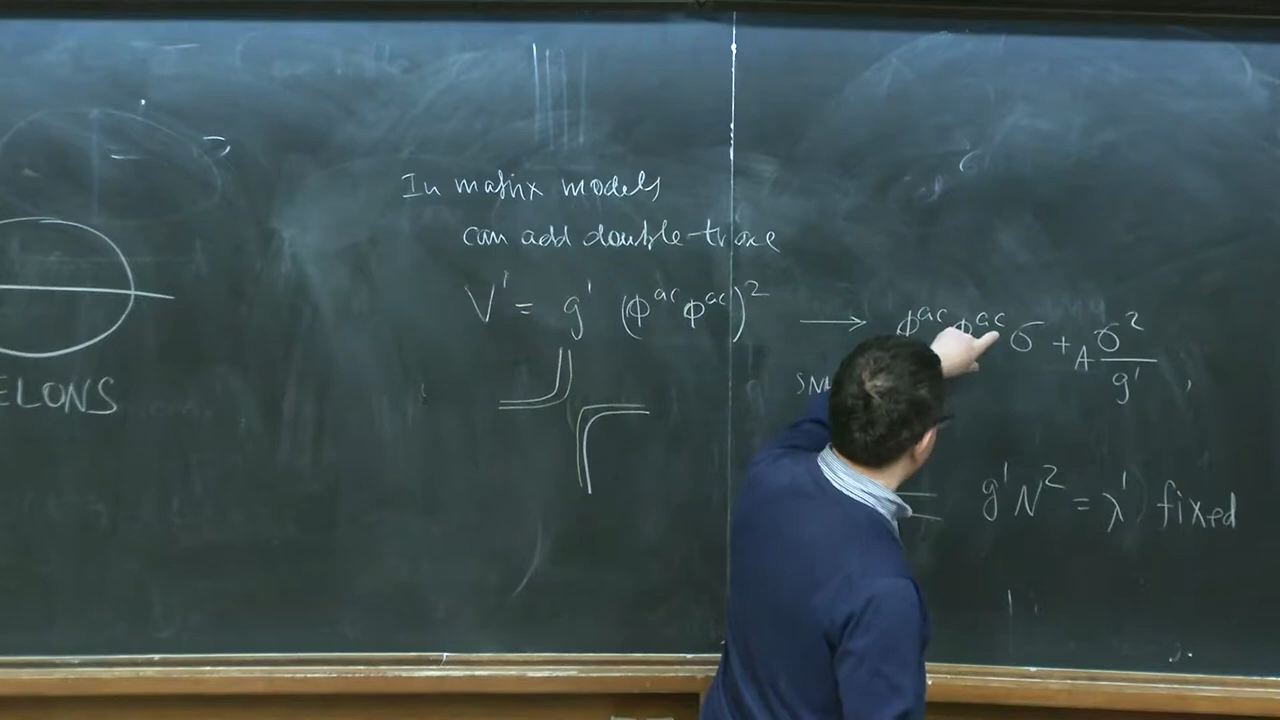 In matrix models
can add double-trace
V' = g' (ϕ^{ac} ϕ^{ac})^2 → ϕ^{ac} ϕ^{ac} σ + A σ^2/g' ,
ELONS
g'N^2 = λ' fixed